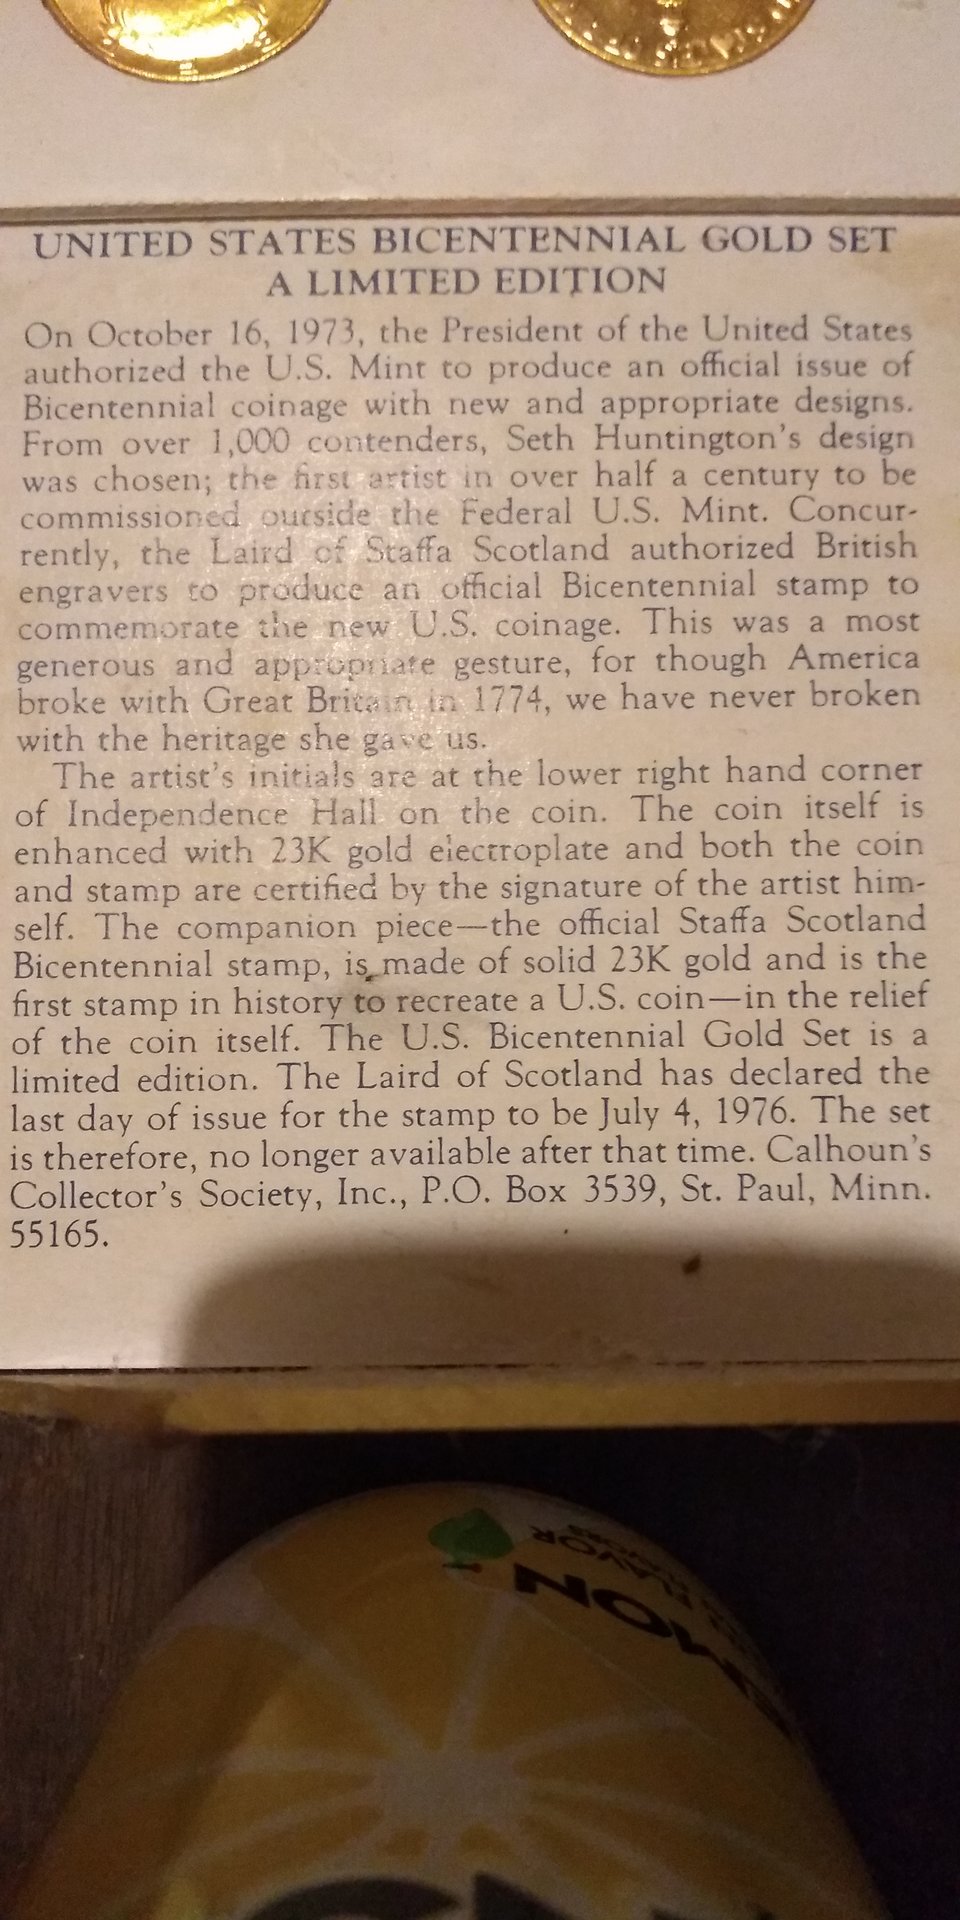 UNITED STATES BICENTENNIAL GOLD SET
A LIMITED EDITION
On October 16, 1973, the President of the United States
authorized the U.S. Mint to produce an official issue of
Bicentennial coinage with new and appropriate designs.
From over 1,000 contenders, Seth Huntington's design
was chosen; the first artist in over half a century to be
commissioned outside the Federal U.S. Mint. Concur-
rently, the Laird of Staffa Scotland authorized British
engravers to produce an official Bicentennial stamp to
commemorate the new U.S. coinage. This was a most
generous and appropriate gesture, for though America
broke with Great Britain in 1774, we have never broken
with the heritage she gave us.
The artist's initials are at the lower right hand corner
of Independence Hall on the coin. The coin itself is
enhanced with 23K gold electroplate and both the coin
and stamp are certified by the signature of the artist him-
self. The companion piece—the official Staffa Scotland
Bicentennial stamp, is made of solid 23K gold and is the
first stamp in history to recreate a U.S. coin—in the relief
of the coin itself. The U.S. Bicentennial Gold Set is a
limited edition. The Laird of Scotland has declared the
last day of issue for the stamp to be July 4, 1976. The set
is therefore, no longer available after that time. Calhoun's
Collector's Society, Inc., P.O. Box 3539, St. Paul, Minn.
55165.
FLAVOR